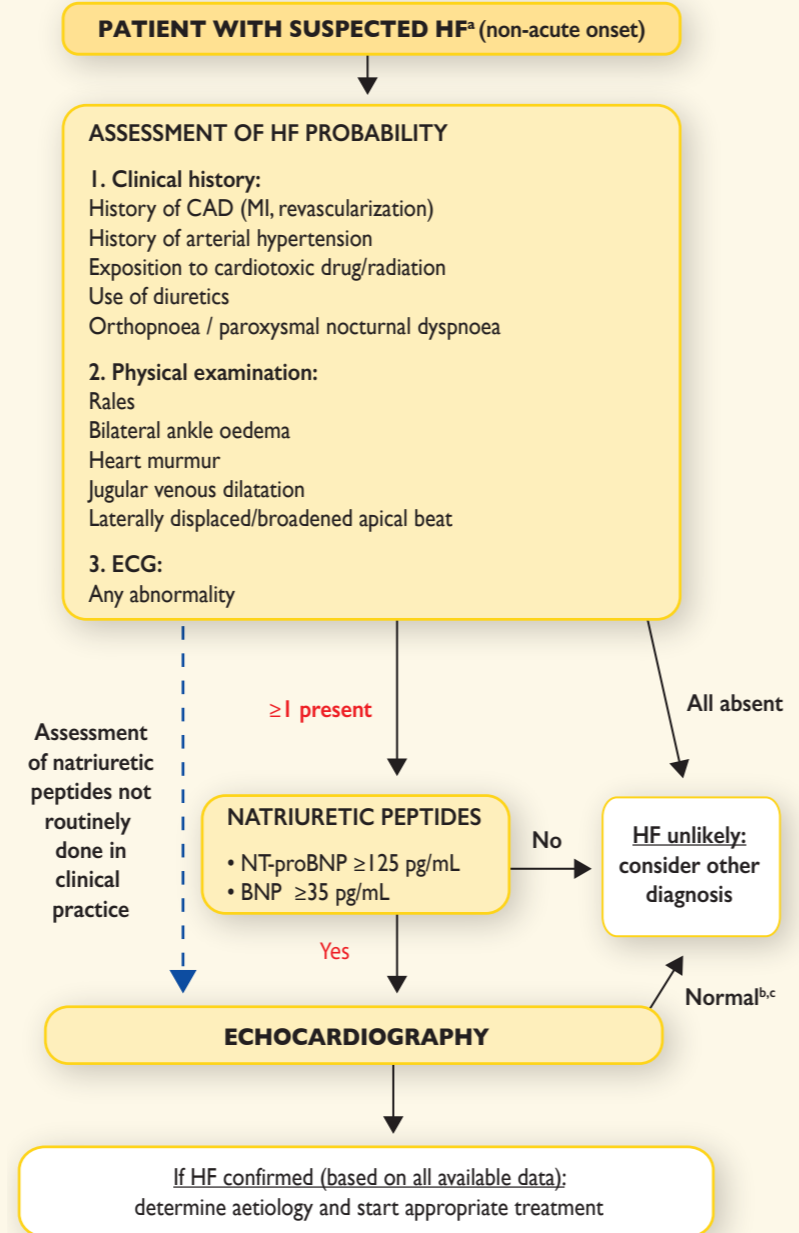 PATIENT WITH SUSPECTED HFᵃ (non-acute onset)
ASSESSMENT OF HF PROBABILITY
1. Clinical history:
History of CAD (MI, revascularization)
History of arterial hypertension
Exposition to cardiotoxic drug/radiation
Use of diuretics
Orthopnoea / paroxysmal nocturnal dyspnoea
2. Physical examination:
Rales
Bilateral ankle oedema
Heart murmur
Jugular venous dilatation
Laterally displaced/broadened apical beat
3. ECG:
Any abnormality
Assessment
of natriuretic
peptides not
routinely
done in
clinical
practice
≥1 present
All absent
NATRIURETIC PEPTIDES
• NT-proBNP ≥125 pg/mL
• BNP ≥35 pg/mL
No
HF unlikely:
consider other
diagnosis
Yes
Normalᵇ,ᶜ
ECHOCARDIOGRAPHY
If HF confirmed (based on all available data):
determine aetiology and start appropriate treatment